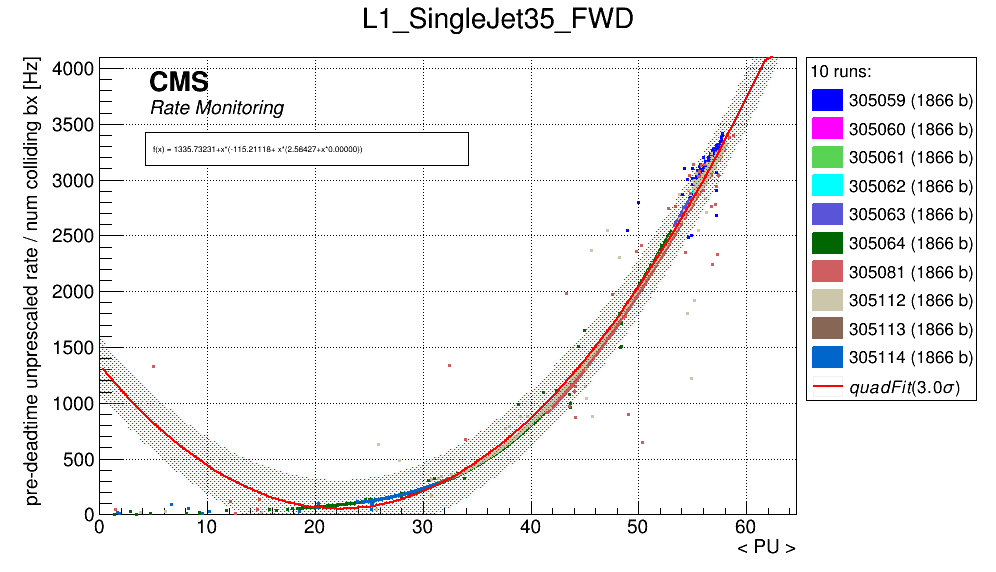 L1_SingleJet35_FWD
pre-deadtime unprescaled rate / num colliding bx [Hz]
4000
3500
3000
2500
2000
1500
1000
500
0
CMS
Rate Monitoring
f(x) = 1335.73231+x*(-115.21118+ x*(2.58427+x*0.00000))
0 10 20 30 40 50 60
< PU >
10 runs:
305059 (1866 b)
305060 (1866 b)
305061 (1866 b)
305062 (1866 b)
305063 (1866 b)
305064 (1866 b)
305081 (1866 b)
305112 (1866 b)
305113 (1866 b)
305114 (1866 b)
quadFit(3.0σ)